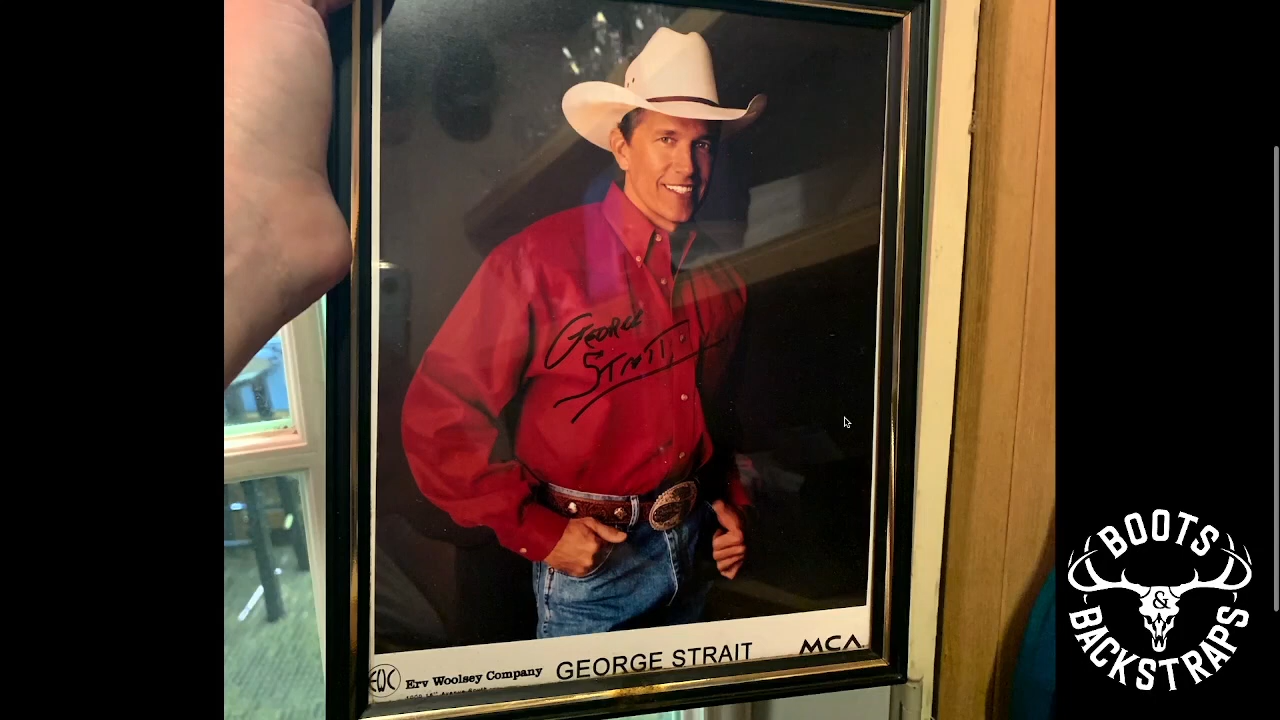 GEORGE
STRAIT
EWC
Erv Woolsey Company
GEORGE STRAIT
MCA
BOOTS
&
BACKSTRAPS